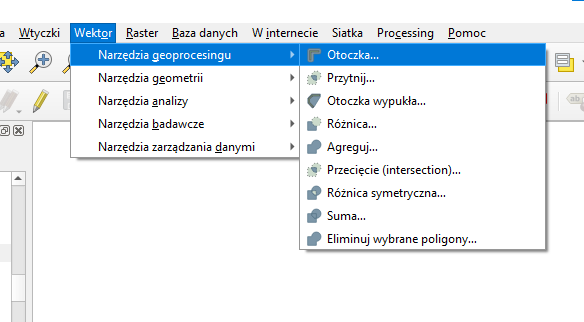 a Wtyczki Wektor Raster Baza danych W internecie Siatka Processing Pomoc
Narzędzia geoprocesingu
Narzędzia geometrii
Narzędzia analizy
Narzędzia badawcze
Narzędzia zarządzania danymi
Otoczka...
Przytnij...
Otoczka wypukła...
Różnica...
Agreguj...
Przecięcie (intersection)...
Różnica symetryczna...
Suma...
Eliminuj wybrane poligony...